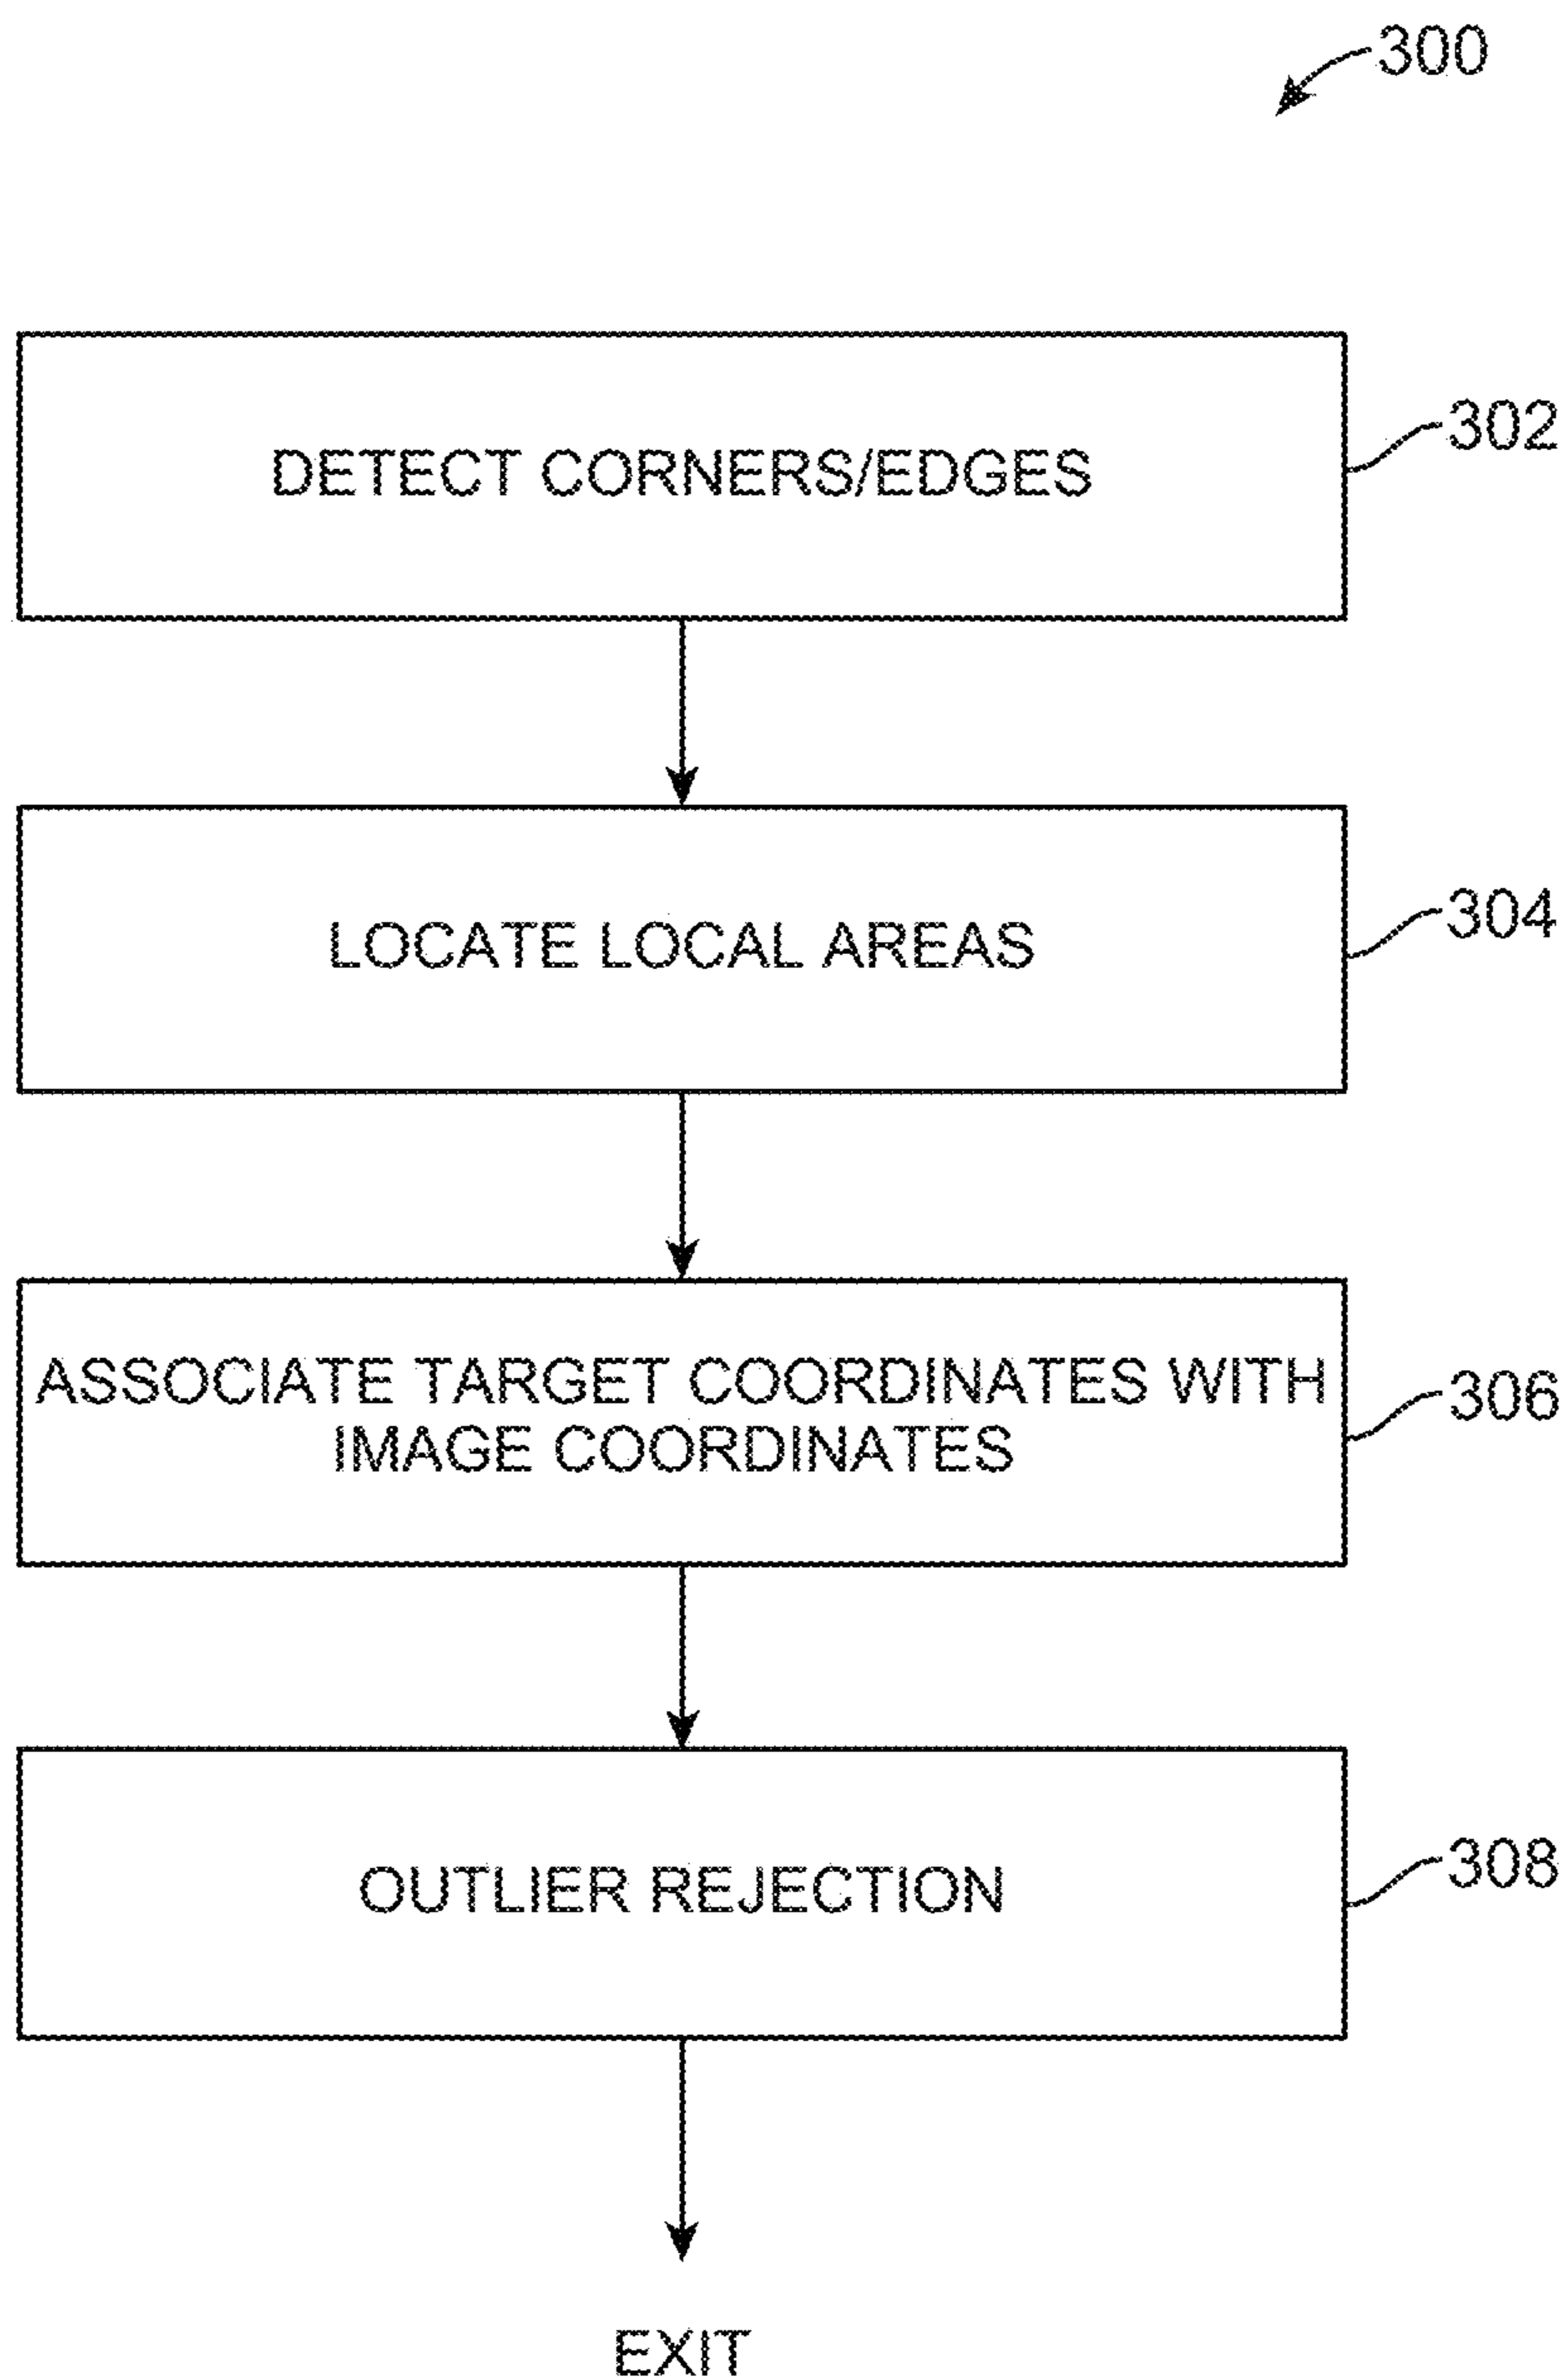 300
DETECT CORNERS/EDGES
302
LOCATE LOCAL AREAS
304
ASSOCIATE TARGET COORDINATES WITH
IMAGE COORDINATES
306
OUTLIER REJECTION
308
EXIT